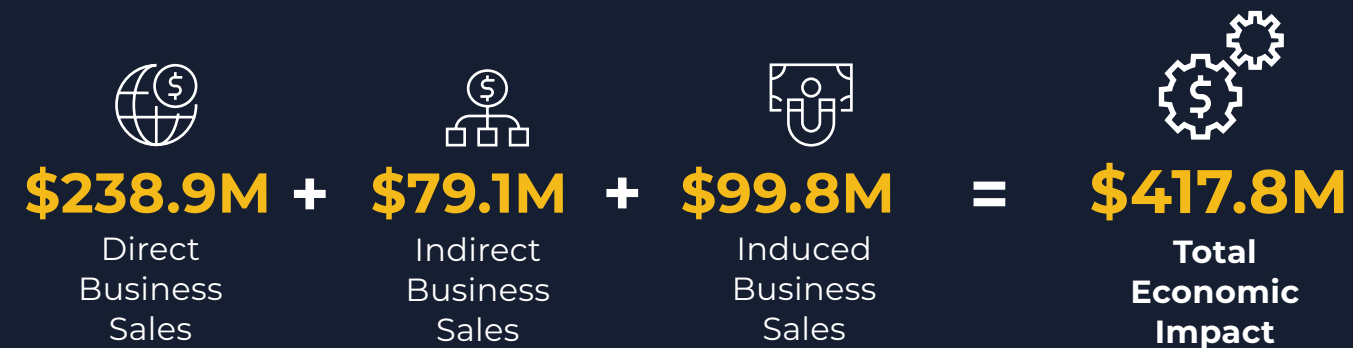 $238.9M + $79.1M + $99.8M = $417.8M
Direct
Business
Sales
Indirect
Business
Sales
Induced
Business
Sales
Total
Economic
Impact